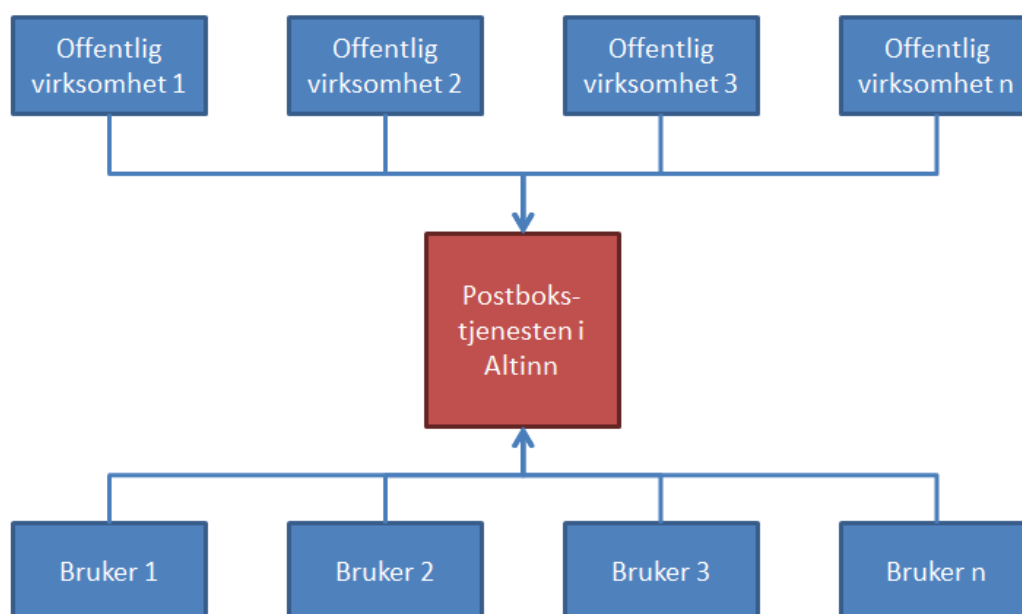 Offentlig
virksomhet 1
Offentlig
virksomhet 2
Offentlig
virksomhet 3
Offentlig
virksomhet n
Postboks-
tjenesten i
Altinn
Bruker 1
Bruker 2
Bruker 3
Bruker n